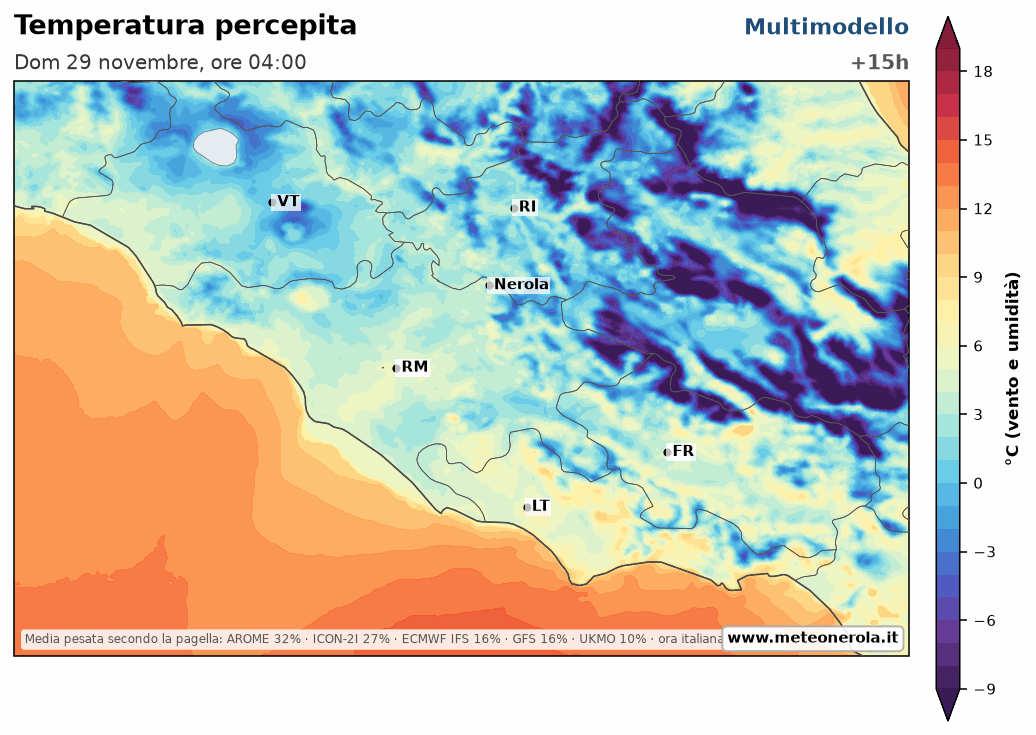 Temperatura percepita
Multimodello
Dom 29 novembre, ore 04:00
+15h
VT
RI
Nerola
RM
FR
LT
Media pesata secondo la pagella: AROME 32% · ICON-2I 27% · ECMWF IFS 16% · GFS 16% · UKMO 10% · ora italiana
www.meteonerola.it
18
15
12
9
6
3
0
−3
−6
−9
°C (vento e umidità)